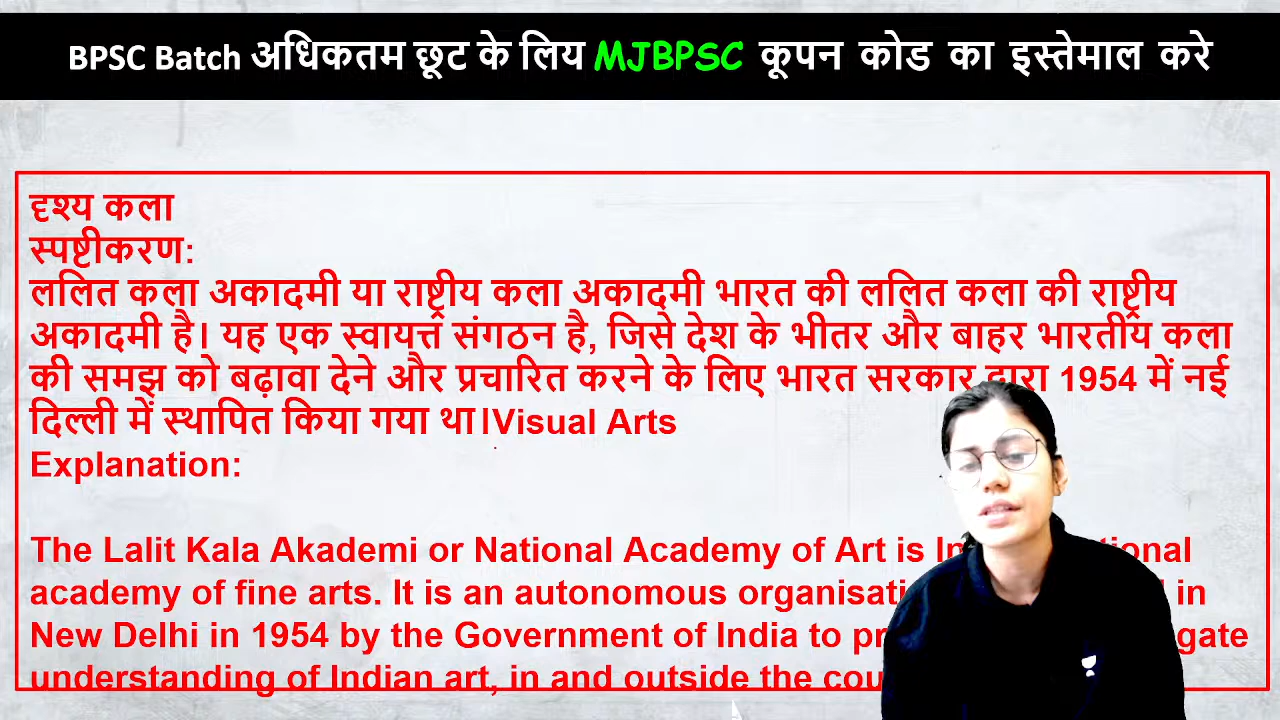 BPSC Batch अधिकतम छूट के लिय MJBPSC कूपन कोड का इस्तेमाल करे
दृश्य कला
स्पष्टीकरण:
ललित कला अकादमी या राष्ट्रीय कला अकादमी भारत की ललित कला की राष्ट्रीय
अकादमी है। यह एक स्वायत्त संगठन है, जिसे देश के भीतर और बाहर भारतीय कला
की समझ को बढ़ावा देने और प्रचारित करने के लिए भारत सरकार द्वारा 1954 में नई
दिल्ली में स्थापित किया गया था।Visual Arts
Explanation:
The Lalit Kala Akademi or National Academy of Art is
academy of fine arts. It is an autonomous in
New Delhi in 1954 by the Government of India to
understanding of Indian art, in and outside the